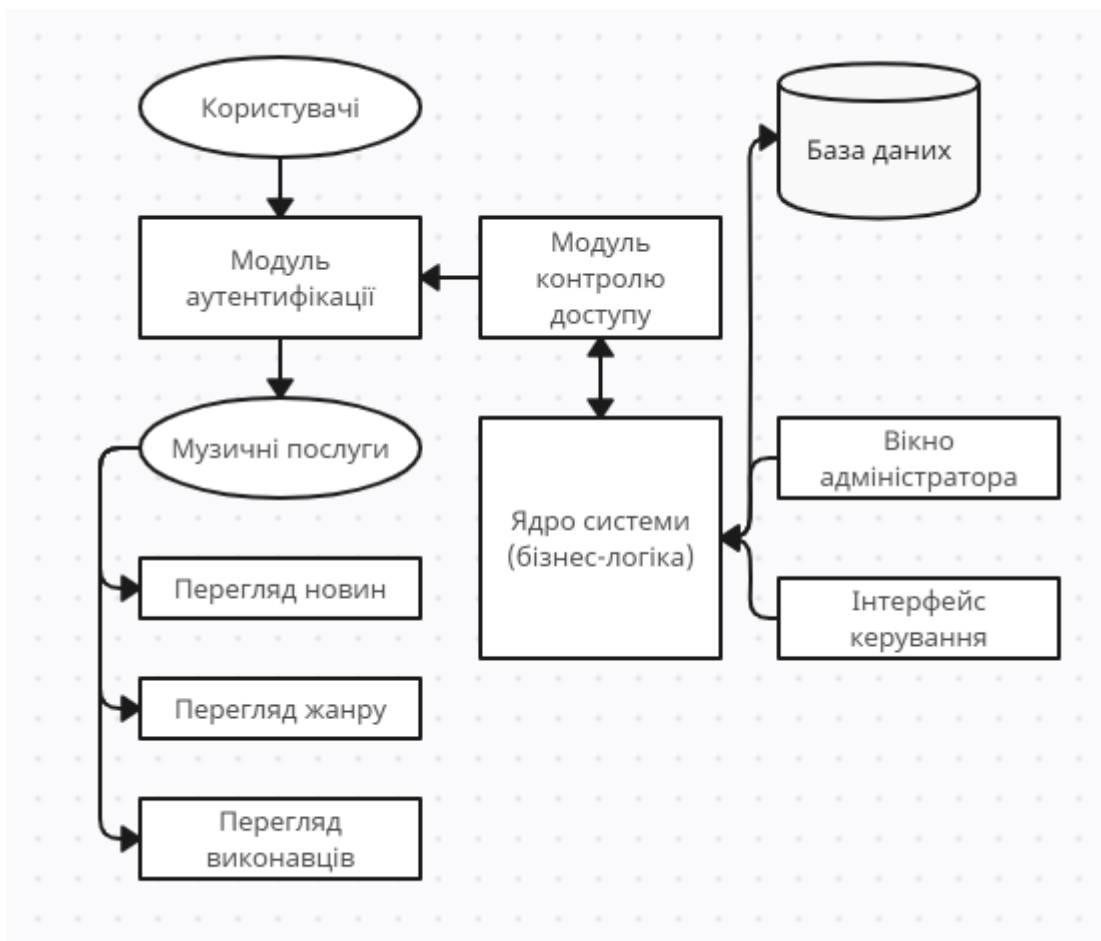 Користувачі
База даних
Модуль
аутентифікації
Модуль
контролю
доступу
Музичні послуги
Ядро системи
(бізнес-логіка)
Вікно
адміністратора
Інтерфейс
керування
Перегляд новин
Перегляд жанру
Перегляд
виконавців